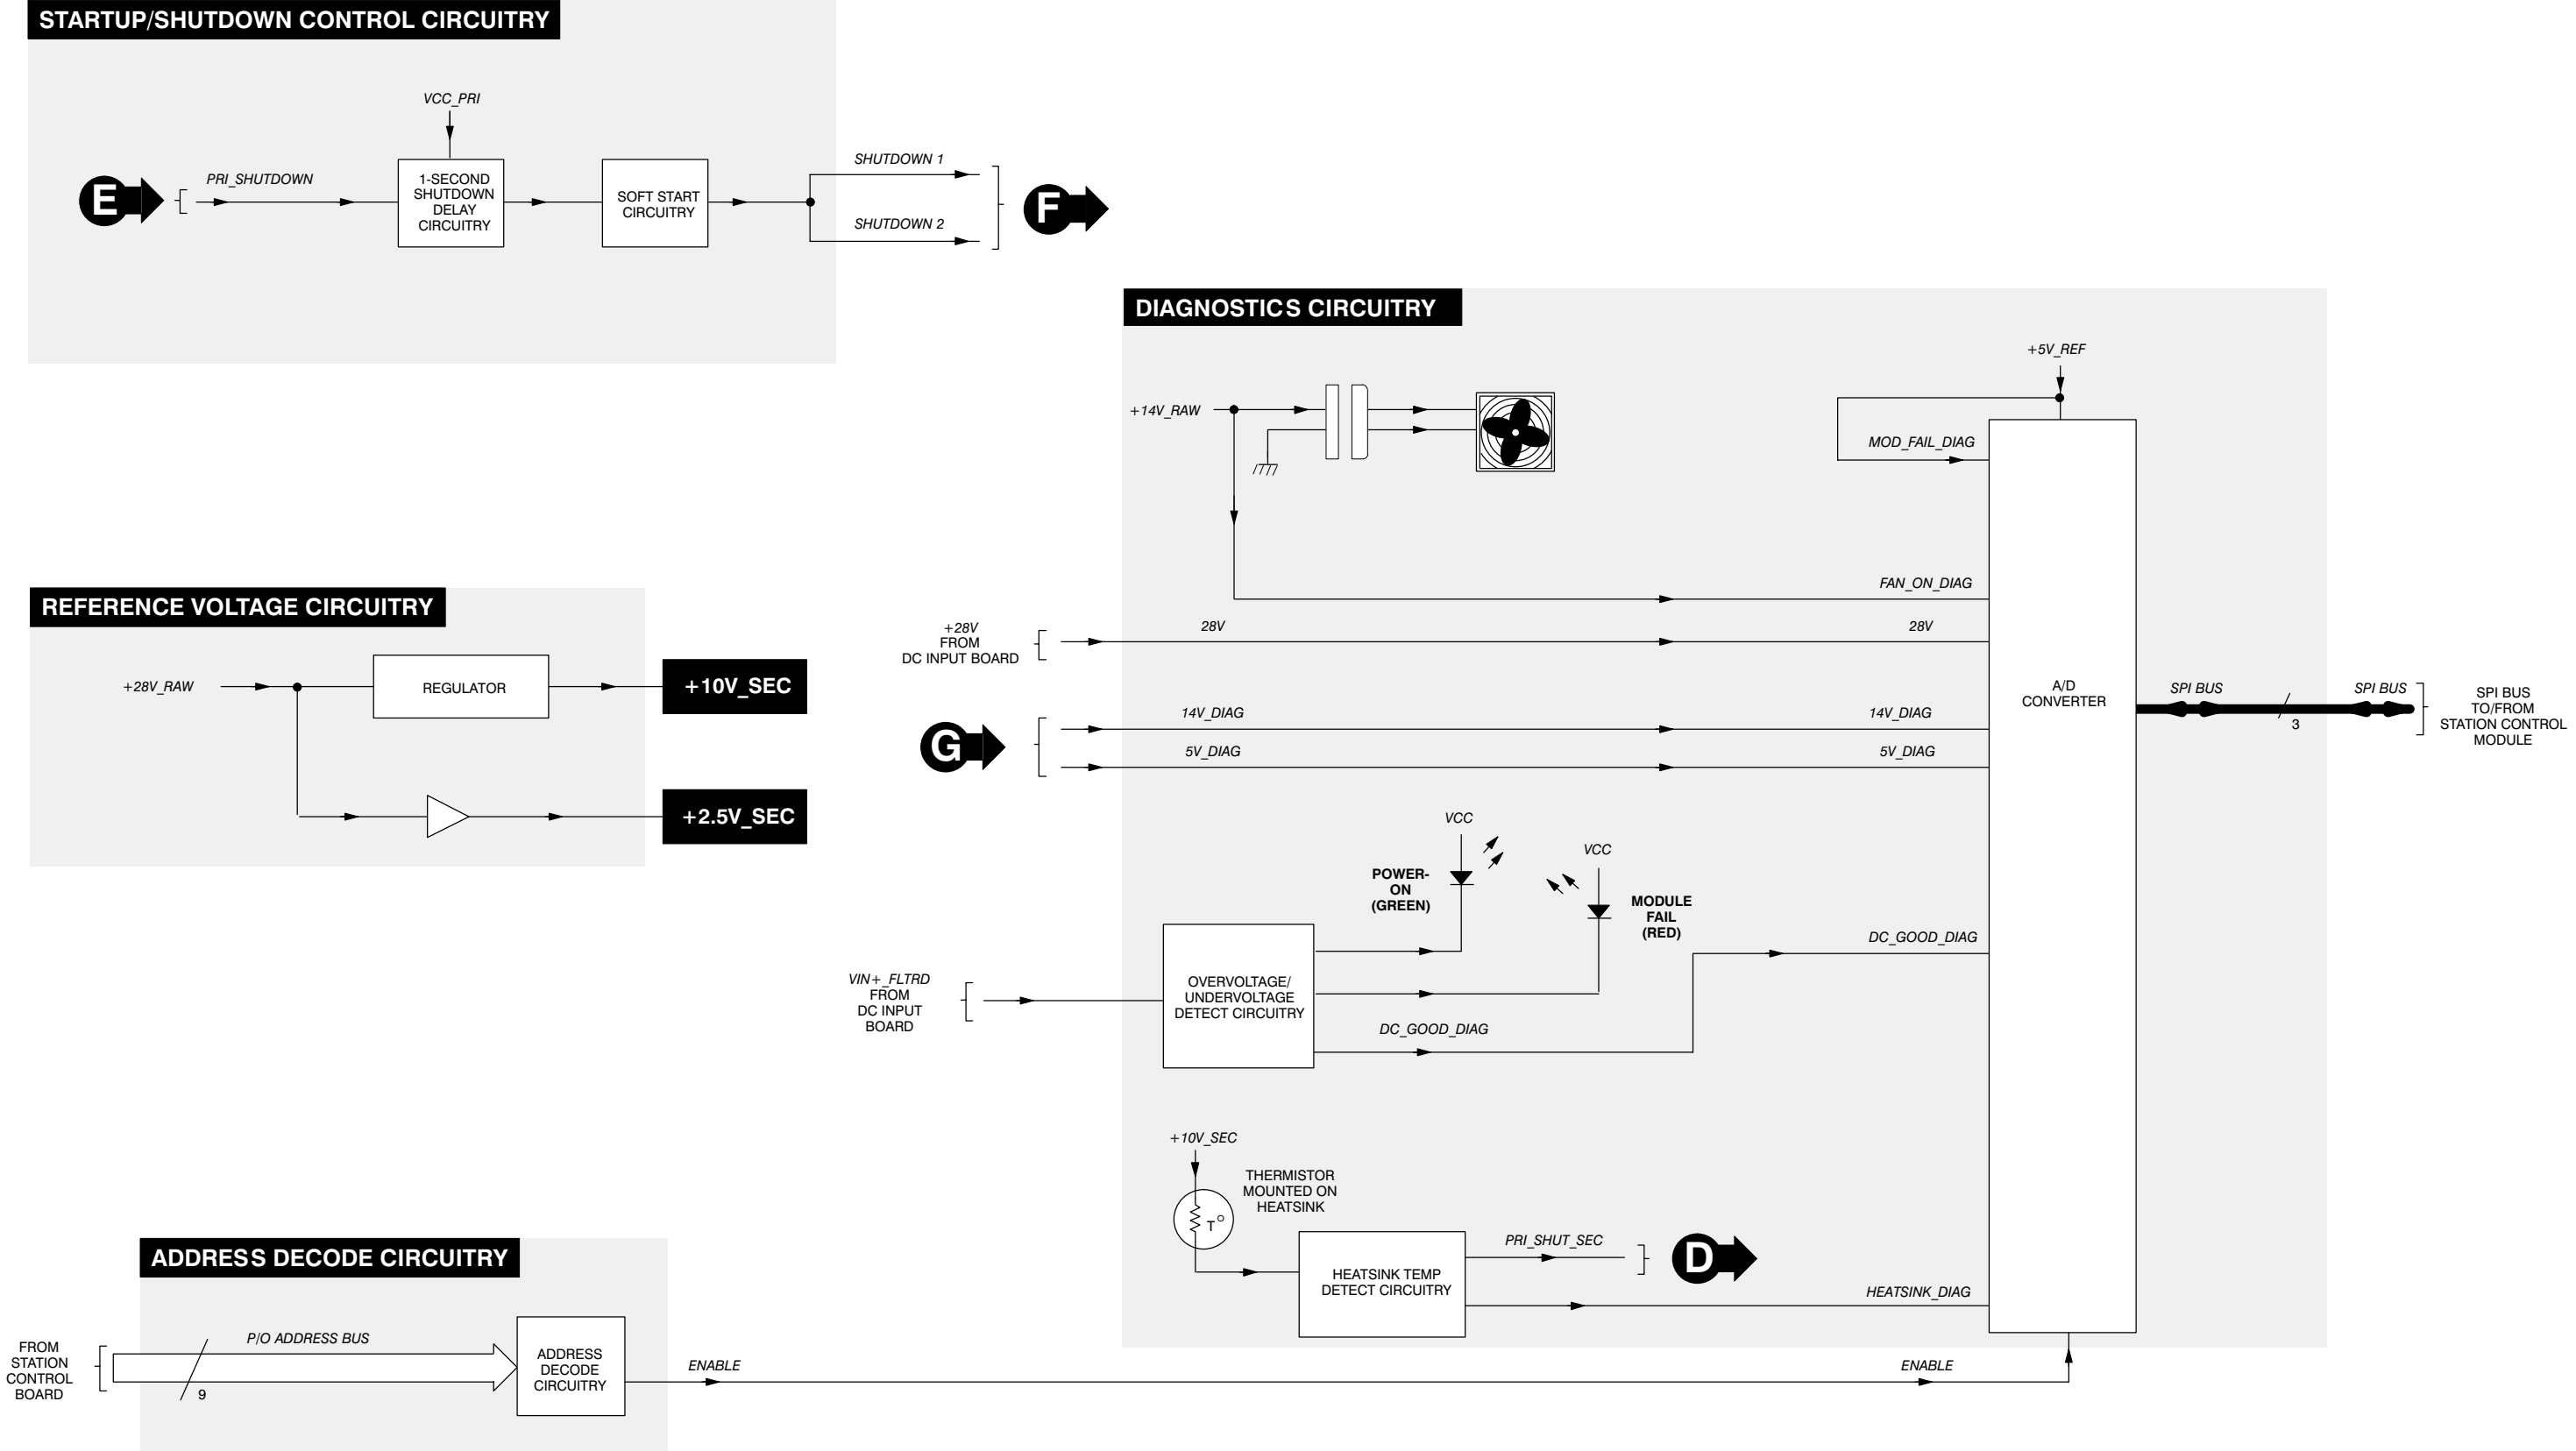 STARTUP/SHUTDOWN CONTROL CIRCUITRY
VCC_PRI
E
PRI_SHUTDOWN
1-SECOND
SHUTDOWN
DELAY
CIRCUITRY
SOFT START
CIRCUITRY
SHUTDOWN 1
SHUTDOWN 2
F
DIAGNOSTICS CIRCUITRY
+5V_REF
+14V_RAW
MOD_FAIL_DIAG
FAN_ON_DIAG
+28V
FROM
DC INPUT BOARD
28V
28V
REFERENCE VOLTAGE CIRCUITRY
+28V_RAW
REGULATOR
+10V_SEC
+2.5V_SEC
G
14V_DIAG
14V_DIAG
5V_DIAG
5V_DIAG
A/D
CONVERTER
SPI BUS
3
SPI BUS
SPI BUS
TO/FROM
STATION CONTROL
MODULE
VCC
POWER-
ON
(GREEN)
VCC
MODULE
FAIL
(RED)
VIN+_FLTRD
FROM
DC INPUT
BOARD
OVERVOLTAGE/
UNDERVOLTAGE
DETECT CIRCUITRY
DC_GOOD_DIAG
DC_GOOD_DIAG
+10V_SEC
THERMISTOR
MOUNTED ON
HEATSINK
T°
HEATSINK TEMP
DETECT CIRCUITRY
PRI_SHUT_SEC
D
HEATSINK_DIAG
ADDRESS DECODE CIRCUITRY
FROM
STATION
CONTROL
BOARD
P/O ADDRESS BUS
9
ADDRESS
DECODE
CIRCUITRY
ENABLE
ENABLE